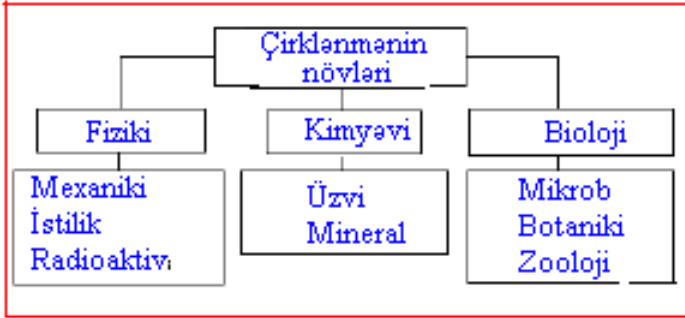 Çirklənmənin
növləri
Fiziki
Kimyəvi
Bioloji
Mexaniki
İstilik
Radioaktiv
Üzvi
Mineral
Mikrob
Botaniki
Zooloji